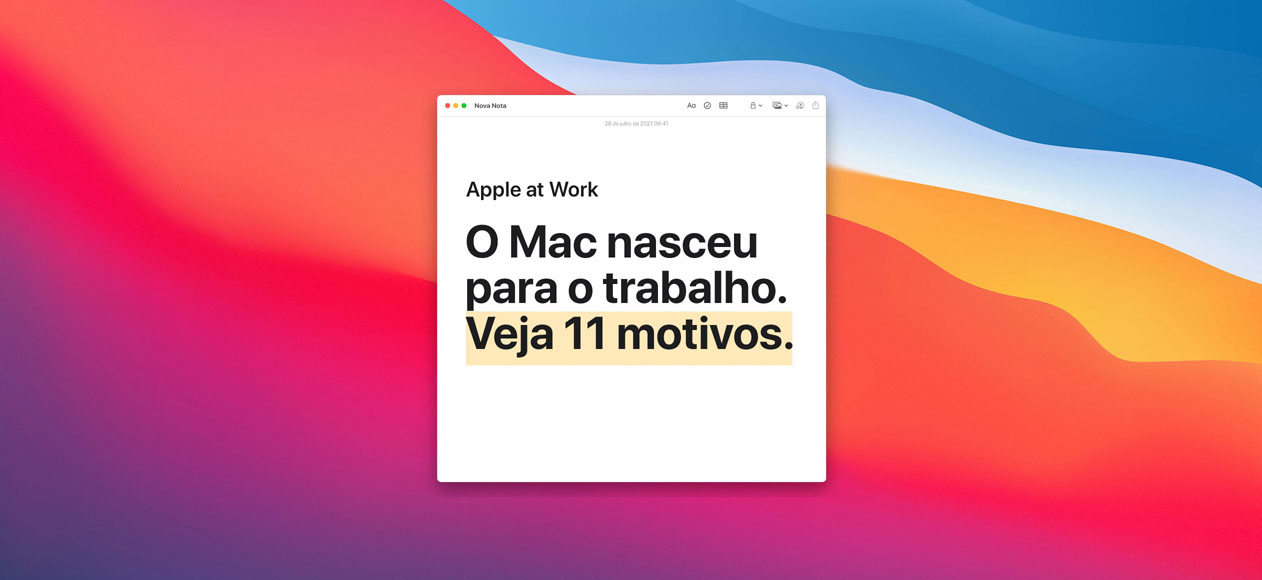 Nova Nota
Aa
28 de julho de 2021 09:41
Apple at Work
O Mac nasceu
para o trabalho.
Veja 11 motivos.